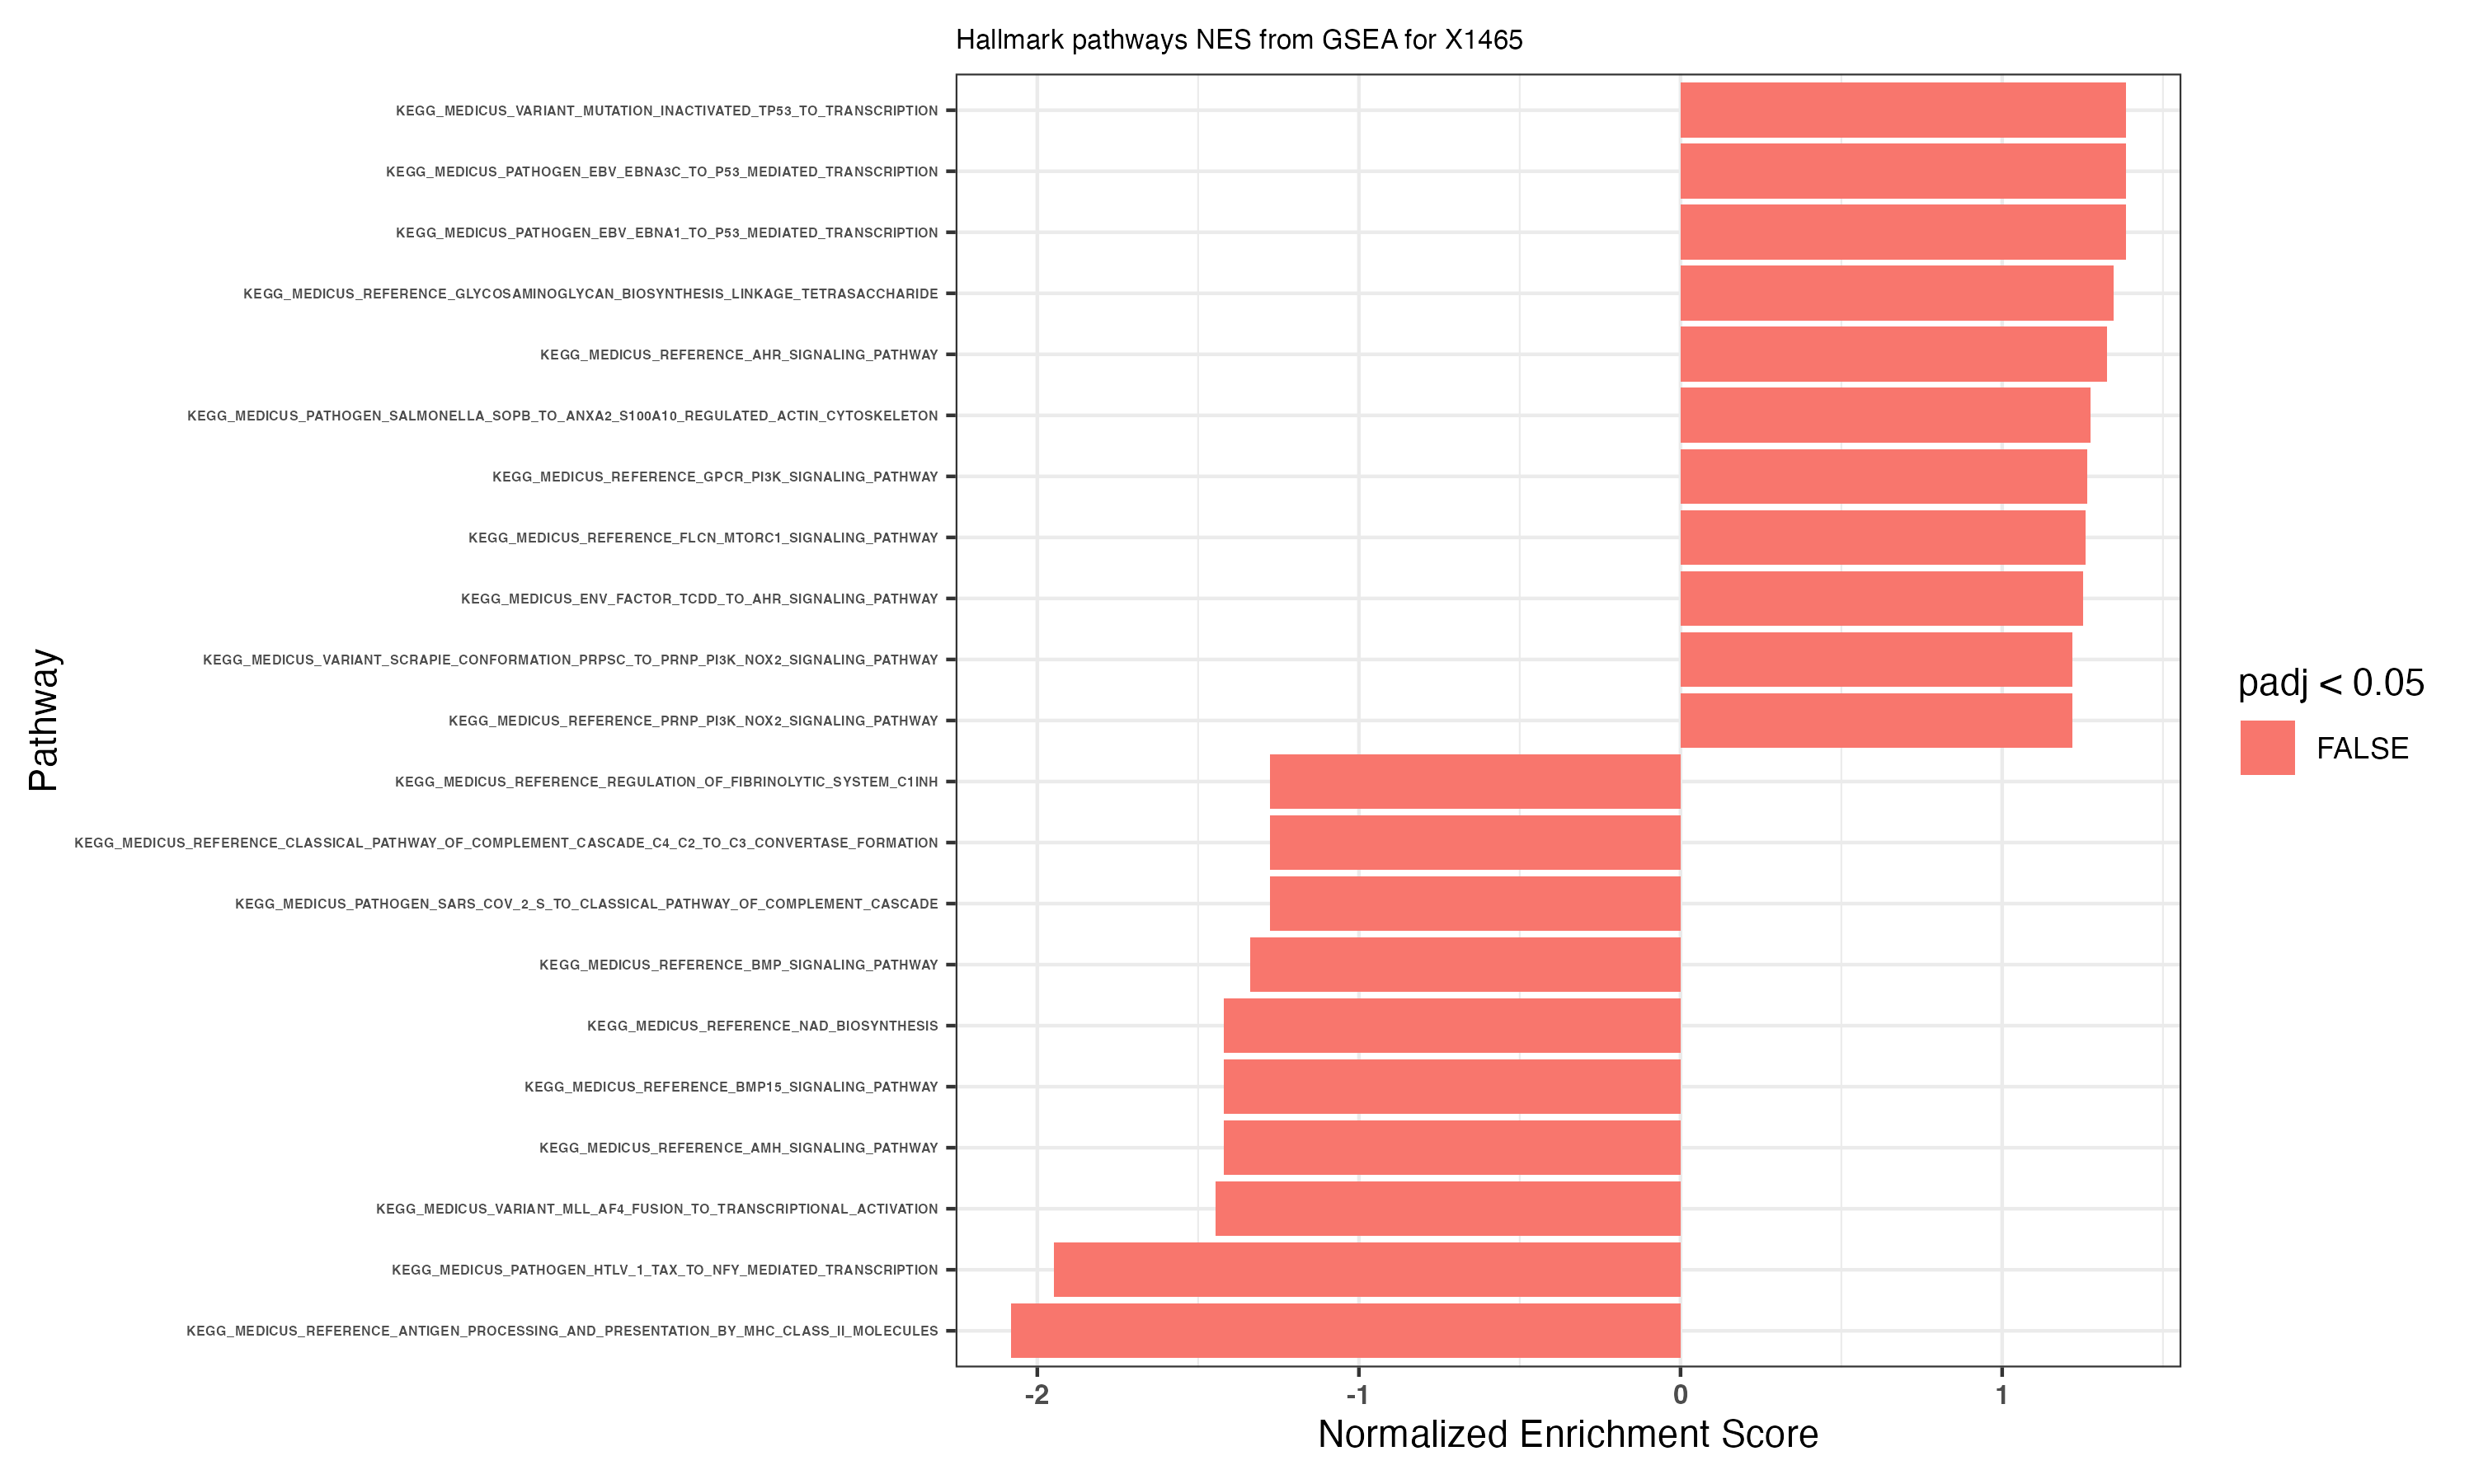 Hallmark pathways NES from GSEA for X1465
KEGG_MEDICUS_VARIANT_MUTATION_INACTIVATED_TP53_TO_TRANSCRIPTION
KEGG_MEDICUS_PATHOGEN_EBV_EBNA3C_TO_P53_MEDIATED_TRANSCRIPTION
KEGG_MEDICUS_PATHOGEN_EBV_EBNA1_TO_P53_MEDIATED_TRANSCRIPTION
KEGG_MEDICUS_REFERENCE_GLYCOSAMINOGLYCAN_BIOSYNTHESIS_LINKAGE_TETRASACCHARIDE
KEGG_MEDICUS_REFERENCE_AHR_SIGNALING_PATHWAY
KEGG_MEDICUS_PATHOGEN_SALMONELLA_SOPB_TO_ANXA2_S100A10_REGULATED_ACTIN_CYTOSKELETON
KEGG_MEDICUS_REFERENCE_GPCR_PI3K_SIGNALING_PATHWAY
KEGG_MEDICUS_REFERENCE_FLCN_MTORC1_SIGNALING_PATHWAY
KEGG_MEDICUS_ENV_FACTOR_TCDD_TO_AHR_SIGNALING_PATHWAY
KEGG_MEDICUS_VARIANT_SCRAPIE_CONFORMATION_PRPSC_TO_PRNP_PI3K_NOX2_SIGNALING_PATHWAY
KEGG_MEDICUS_REFERENCE_PRNP_PI3K_NOX2_SIGNALING_PATHWAY
KEGG_MEDICUS_REFERENCE_REGULATION_OF_FIBRINOLYTIC_SYSTEM_C1INH
KEGG_MEDICUS_REFERENCE_CLASSICAL_PATHWAY_OF_COMPLEMENT_CASCADE_C4_C2_TO_C3_CONVERTASE_FORMATION
KEGG_MEDICUS_PATHOGEN_SARS_COV_2_S_TO_CLASSICAL_PATHWAY_OF_COMPLEMENT_CASCADE
KEGG_MEDICUS_REFERENCE_BMP_SIGNALING_PATHWAY
KEGG_MEDICUS_REFERENCE_NAD_BIOSYNTHESIS
KEGG_MEDICUS_REFERENCE_BMP15_SIGNALING_PATHWAY
KEGG_MEDICUS_REFERENCE_AMH_SIGNALING_PATHWAY
KEGG_MEDICUS_VARIANT_MLL_AF4_FUSION_TO_TRANSCRIPTIONAL_ACTIVATION
KEGG_MEDICUS_PATHOGEN_HTLV_1_TAX_TO_NFY_MEDIATED_TRANSCRIPTION
KEGG_MEDICUS_REFERENCE_ANTIGEN_PROCESSING_AND_PRESENTATION_BY_MHC_CLASS_II_MOLECULES
Pathway
-2 -1 0 1
Normalized Enrichment Score
padj < 0.05
FALSE